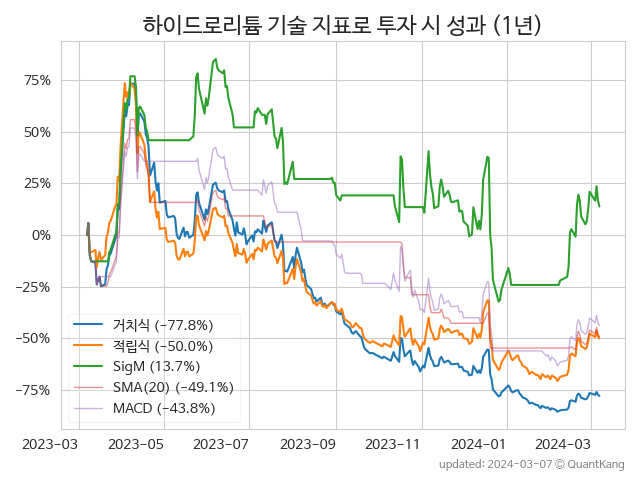 하이드로리튬 기술 지표로 투자 시 성과 (1년)
75%
50%
25%
0%
−25%
−50%
−75%
거치식 (−77.8%)
적립식 (−50.0%)
SigM (13.7%)
SMA(20) (−49.1%)
MACD (−43.8%)
2023-03 2023-05 2023-07 2023-09 2023-11 2024-01 2024-03
updated: 2024-03-07 ⓒ QuantKang